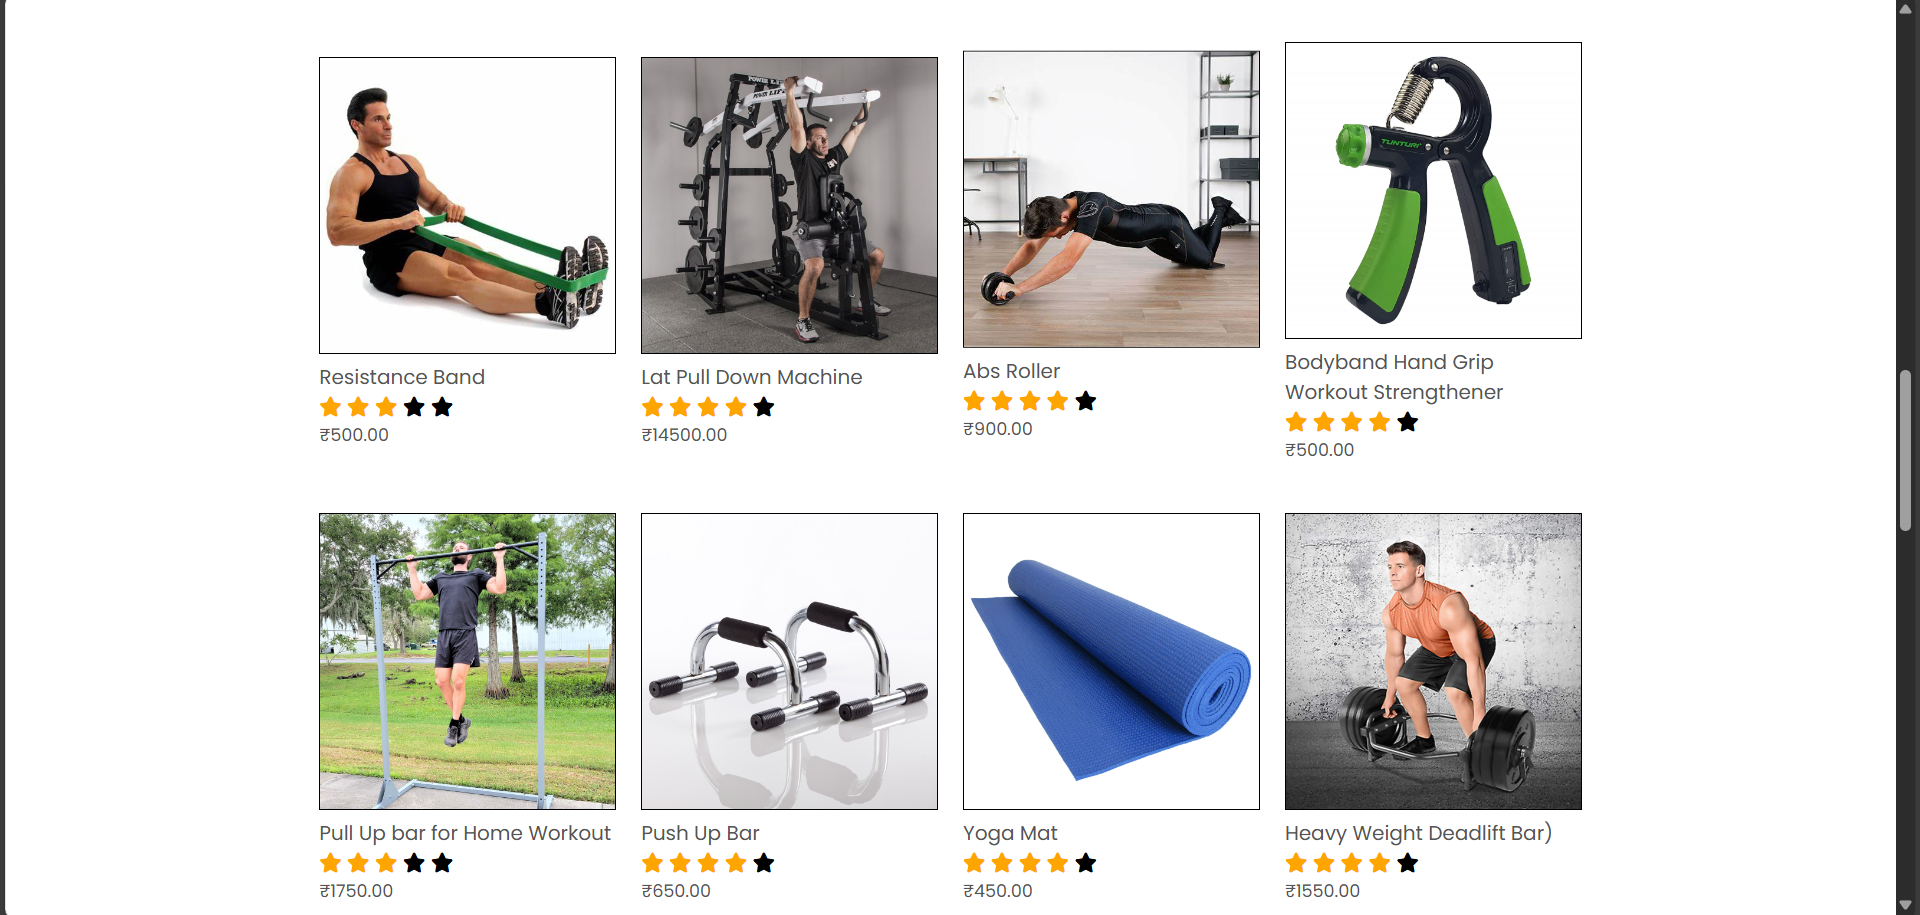 POWER LIFT
TUNTURI
Resistance Band
₹500.00
Lat Pull Down Machine
₹14500.00
Abs Roller
₹900.00
Bodyband Hand Grip
Workout Strengthener
₹500.00
Pull Up bar for Home Workout
₹1750.00
Push Up Bar
₹650.00
Yoga Mat
₹450.00
Heavy Weight Deadlift Bar)
₹1550.00